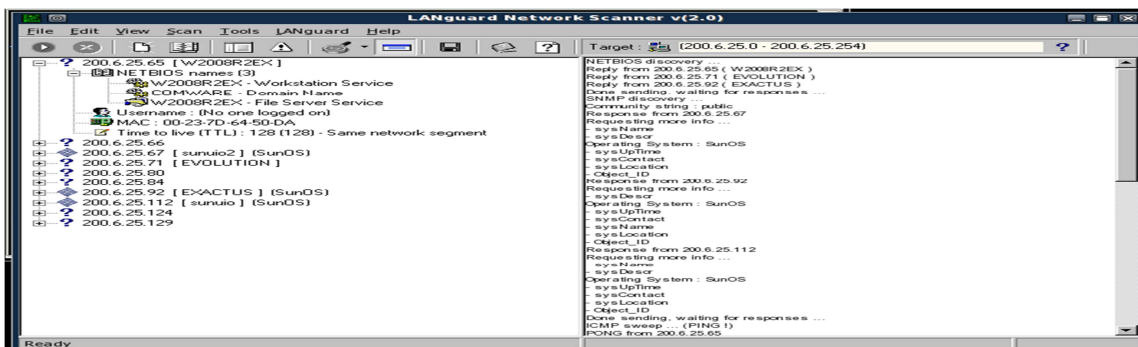 LANguard Network Scanner v(2.0)
File Edit View Scan Tools LANguard Help
Target : (200.6.25.0 - 200.6.25.254)
200.6.25.65 [ W2008R2EX ]
NETBIOS names (3)
W2008R2EX - Workstation Service
COMWARE - Domain Name
W2008R2EX - File Server Service
Username : (No one logged on)
MAC : 00-23-7D-64-50-DA
Time to live (TTL) : 128 (128) - Same network segment
200.6.25.66
200.6.25.67 [ sunuio2 ] (SunOS)
200.6.25.71 [ EVOLUTION ]
200.6.25.80
200.6.25.84
200.6.25.92 [ EXACTUS ] (SunOS)
200.6.25.112 [ sunuio ] (SunOS)
200.6.25.124
200.6.25.129
NETBIOS discovery ...
Reply from 200.6.25.65 ( W2008R2EX )
Reply from 200.6.25.71 ( EVOLUTION )
Reply from 200.6.25.92 ( EXACTUS )
Done sending, waiting for responses ...
SNMP discovery ...
Community string : public
Response from 200.6.25.67
Requesting more info ...
- sysName
- sysDescr
Operating System : SunOS
- sysUpTime
- sysContact
- sysLocation
- Object_ID
Response from 200.6.25.92
Requesting more info ...
- sysDescr
Operating System : SunOS
- sysUpTime
- sysContact
- sysName
- sysLocation
- Object_ID
Response from 200.6.25.112
Requesting more info ...
- sysName
- sysDescr
Operating System : SunOS
- sysUpTime
- sysContact
- sysLocation
- Object_ID
Done sending, waiting for responses ...
ICMP sweep ... (PING !)
PONG from 200.6.25.65
Ready